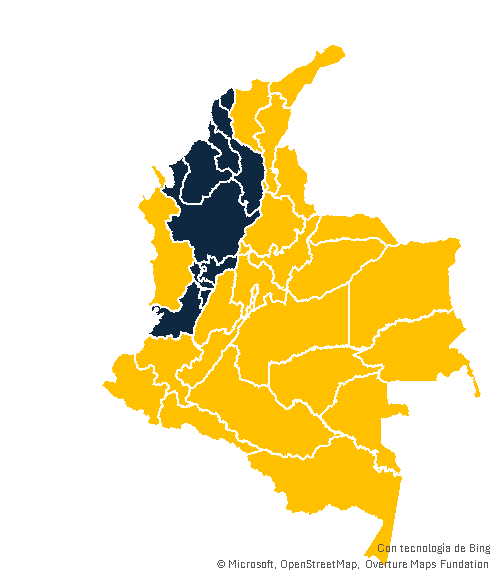 Con tecnología de Bing
© Microsoft, OpenStreetMap, Overture Maps Fundation